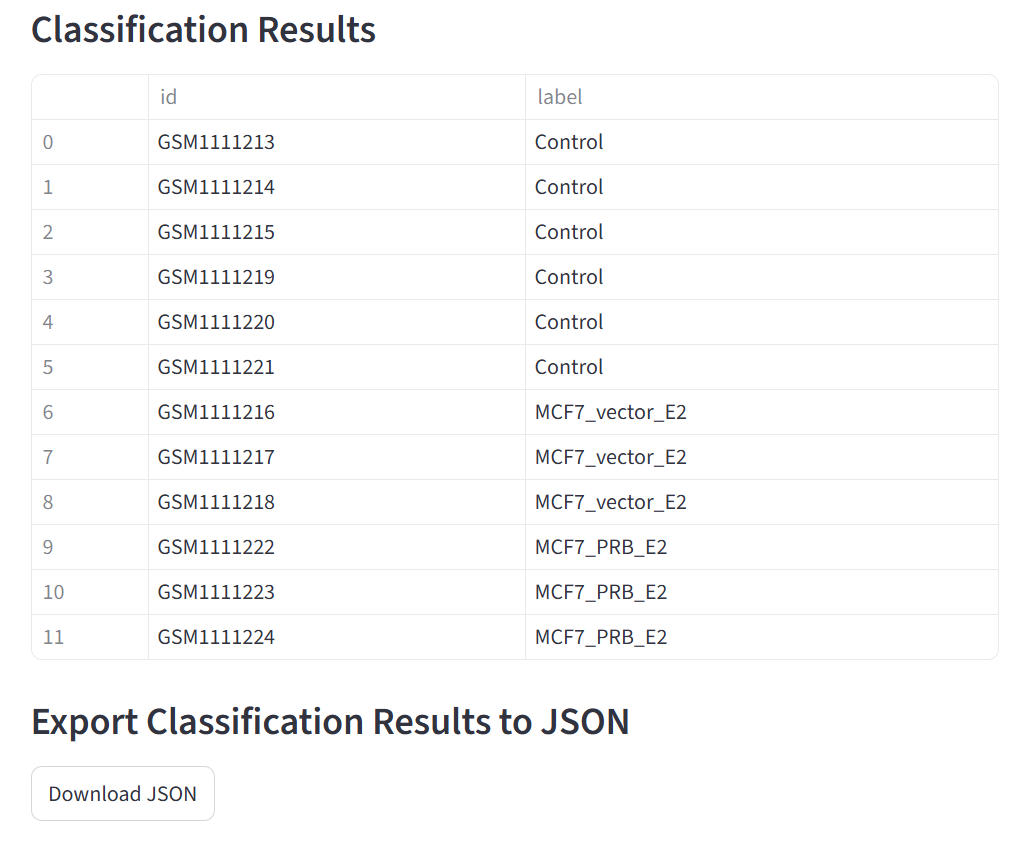 Classification Results
id label
0 GSM1111213 Control
1 GSM1111214 Control
2 GSM1111215 Control
3 GSM1111219 Control
4 GSM1111220 Control
5 GSM1111221 Control
6 GSM1111216 MCF7_vector_E2
7 GSM1111217 MCF7_vector_E2
8 GSM1111218 MCF7_vector_E2
9 GSM1111222 MCF7_PRB_E2
10 GSM1111223 MCF7_PRB_E2
11 GSM1111224 MCF7_PRB_E2
Export Classification Results to JSON
Download JSON